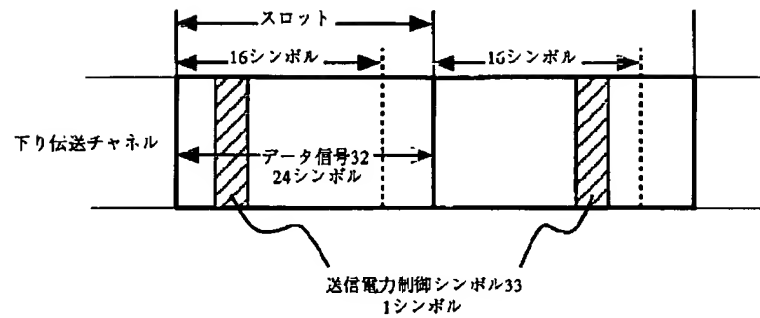 スロット
16シンボル
16シンボル
下り伝送チャネル
データ信号32
24シンボル
送信電力制御シンボル33
1シンボル